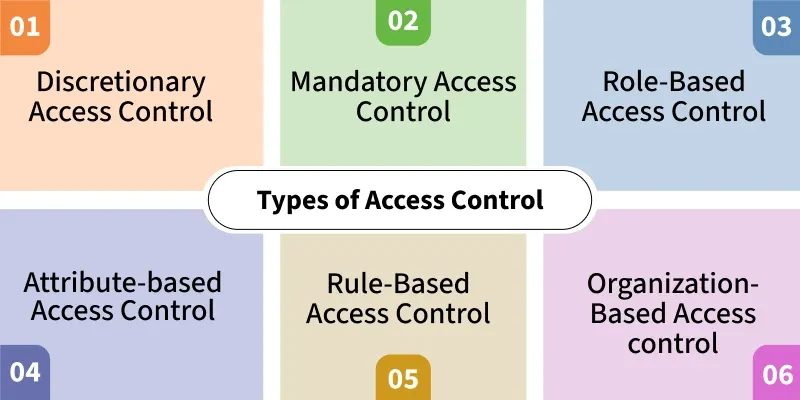 01
Discretionary
Access Control
02
Mandatory Access
Control
03
Role-Based
Access Control
Types of Access Control
Attribute-based
Access Control
04
Rule-Based
Access Control
05
Organization-
Based Access
control
06